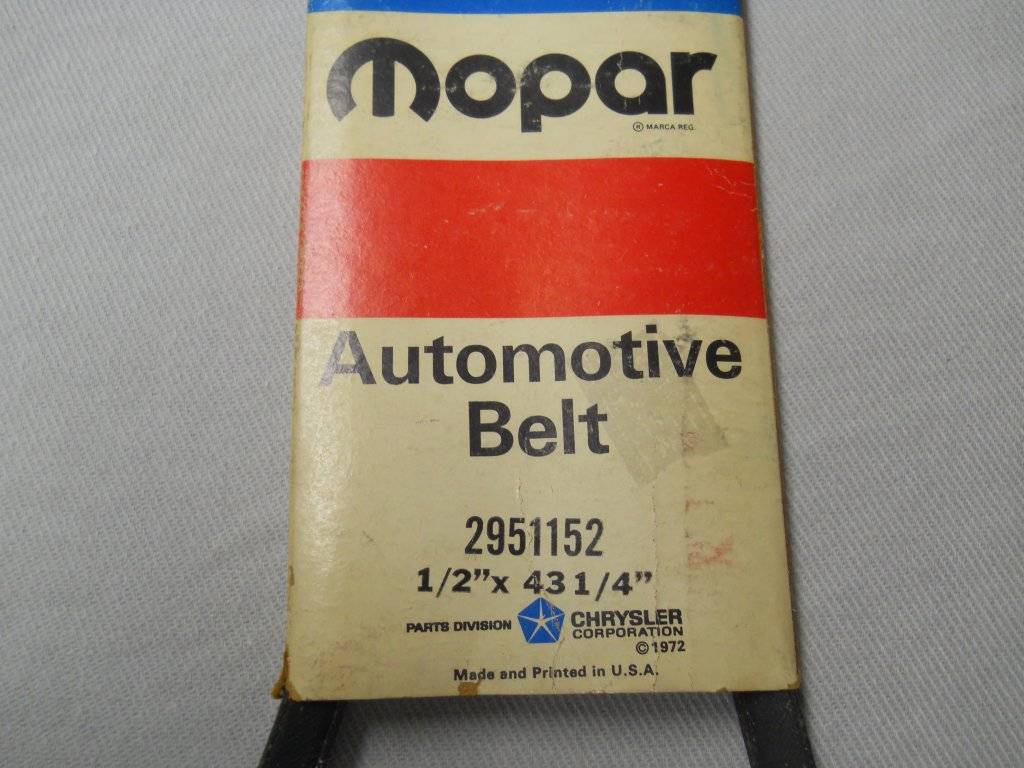 Mopar
® MARCA REG.
Automotive
Belt
2951152
1/2"x 43 1/4"
PARTS DIVISION CHRYSLER
CORPORATION
© 1972
Made and Printed in U.S.A.